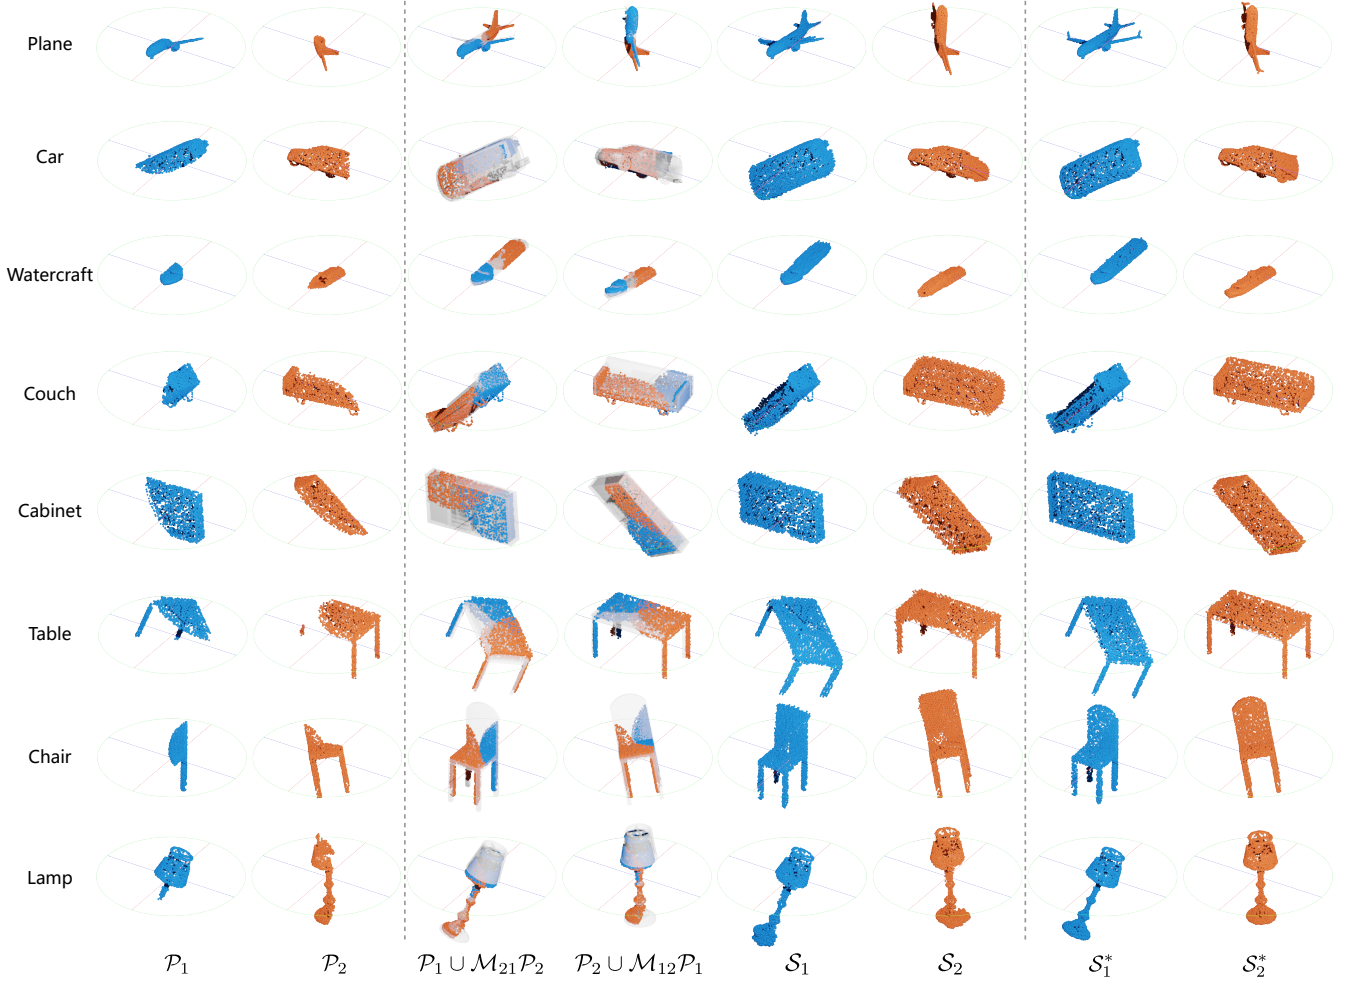 Plane
Car
Watercraft
Couch
Cabinet
Table
Chair
Lamp
𝒫₁ 𝒫₂ 𝒫₁ ∪ ℳ₂₁𝒫₂ 𝒫₂ ∪ ℳ₁₂𝒫₁ 𝒮₁ 𝒮₂ 𝒮₁* 𝒮₂*